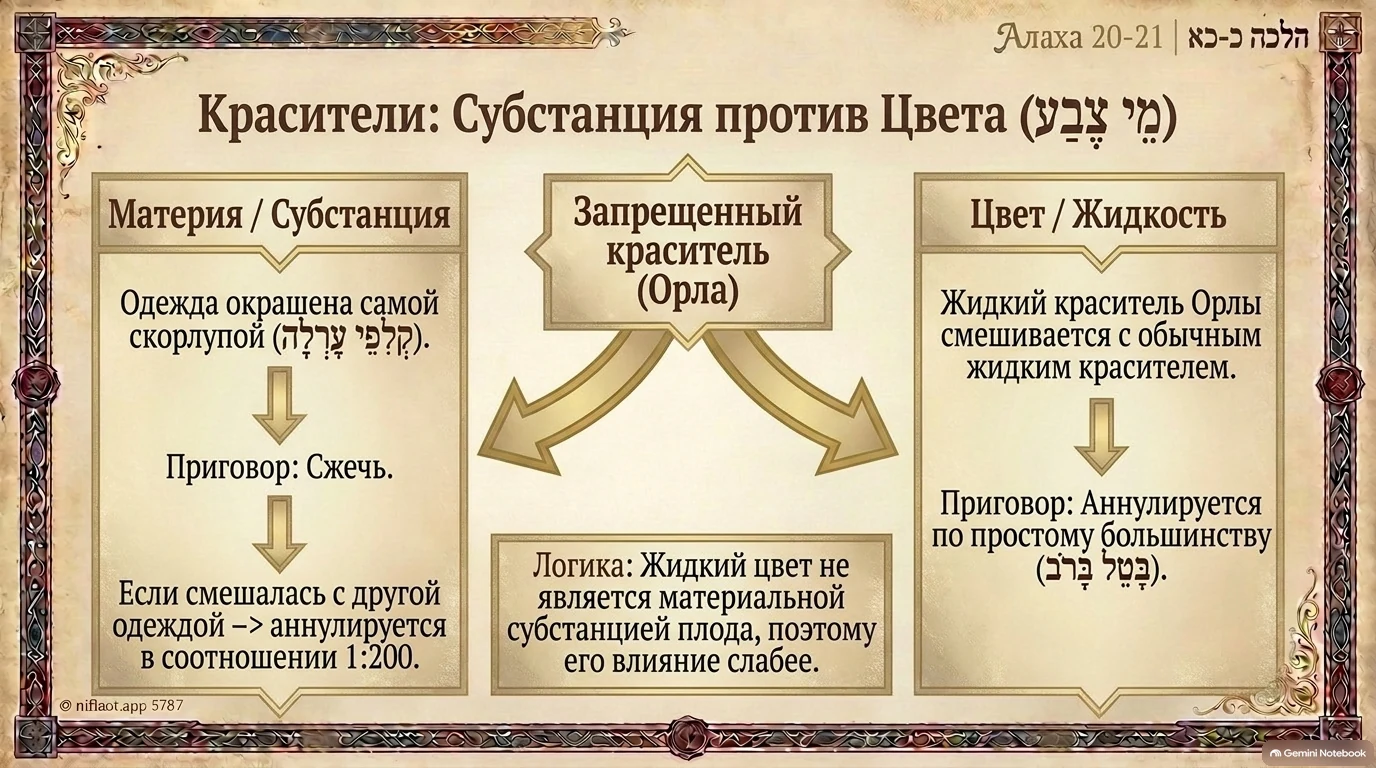 Алаха 20-21 | הלכה כ-כא
Красители: Субстанция против Цвета (מֵי צֶבַע)
Материя / Субстанция
Одежда окрашена самой
скорлупой (קְלִפֵּי עָרְלָה).
Приговор: Сжечь.
Если смешалась с другой
одеждой –> аннулируется
в соотношении 1:200.
Запрещенный
краситель
(Орла)
Логика: Жидкий цвет не
является материальной
субстанцией плода, поэтому
его влияние слабее.
Цвет / Жидкость
Жидкий краситель Орлы
смешивается с обычным
жидким красителем.
Приговор: Аннулируется
по простому большинству
(בָּטֵל בָּרֹב).
© niflaot.app 5787
Gemini Notebook